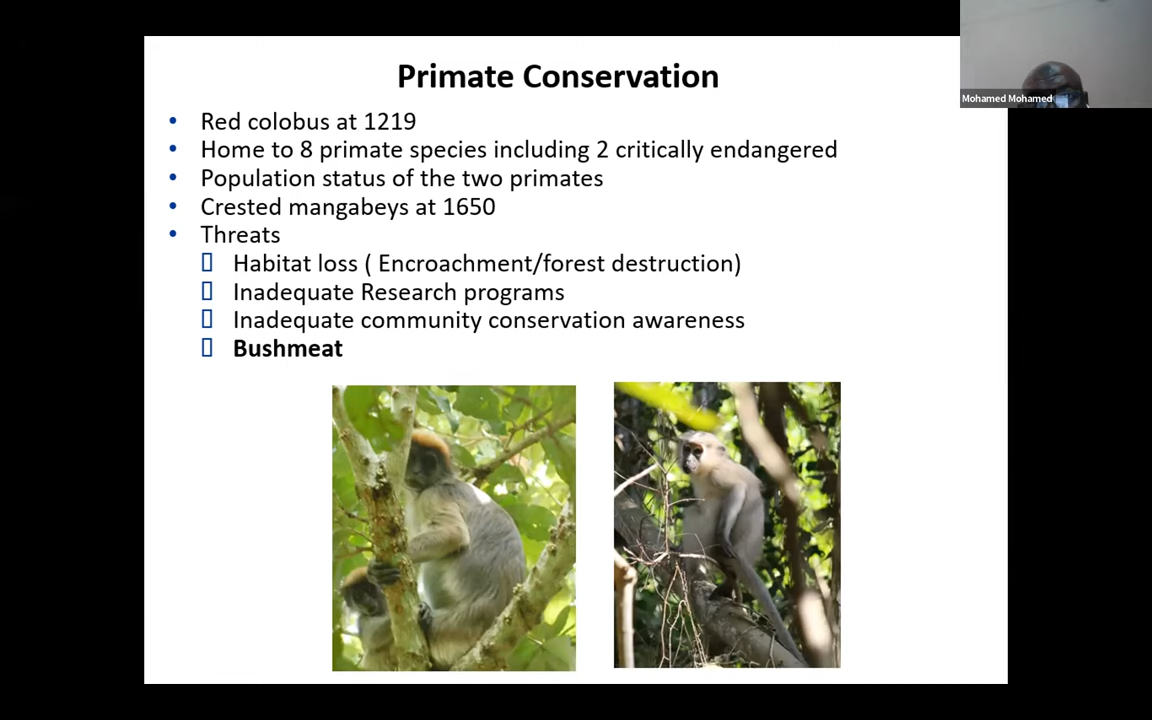 Primate Conservation
Mohamed Mohamed
• Red colobus at 1219
• Home to 8 primate species including 2 critically endangered
• Population status of the two primates
• Crested mangabeys at 1650
• Threats
Habitat loss ( Encroachment/forest destruction)
Inadequate Research programs
Inadequate community conservation awareness
Bushmeat